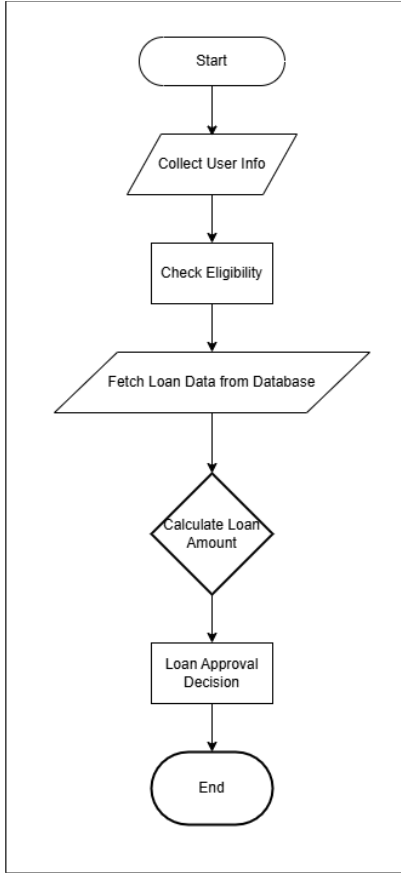 Start
Collect User Info
Check Eligibility
Fetch Loan Data from Database
Calculate Loan
Amount
Loan Approval
Decision
End